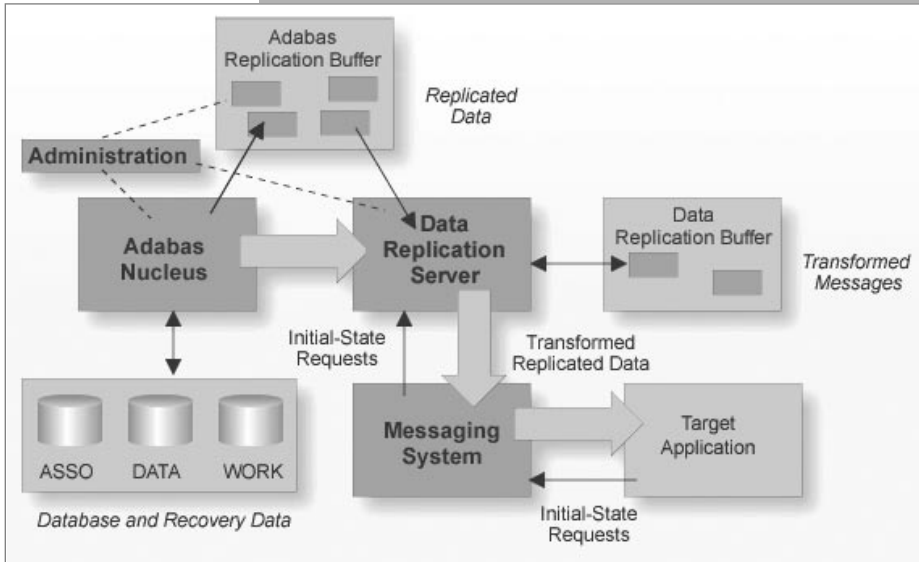 Adabas
Replication Buffer
Replicated
Data
Administration
Adabas
Nucleus
Data
Replication
Server
Data
Replication Buffer
Transformed
Messages
Initial-State
Requests
Transformed
Replicated Data
ASSO
DATA
WORK
Database and Recovery Data
Messaging
System
Target
Application
Initial-State
Requests